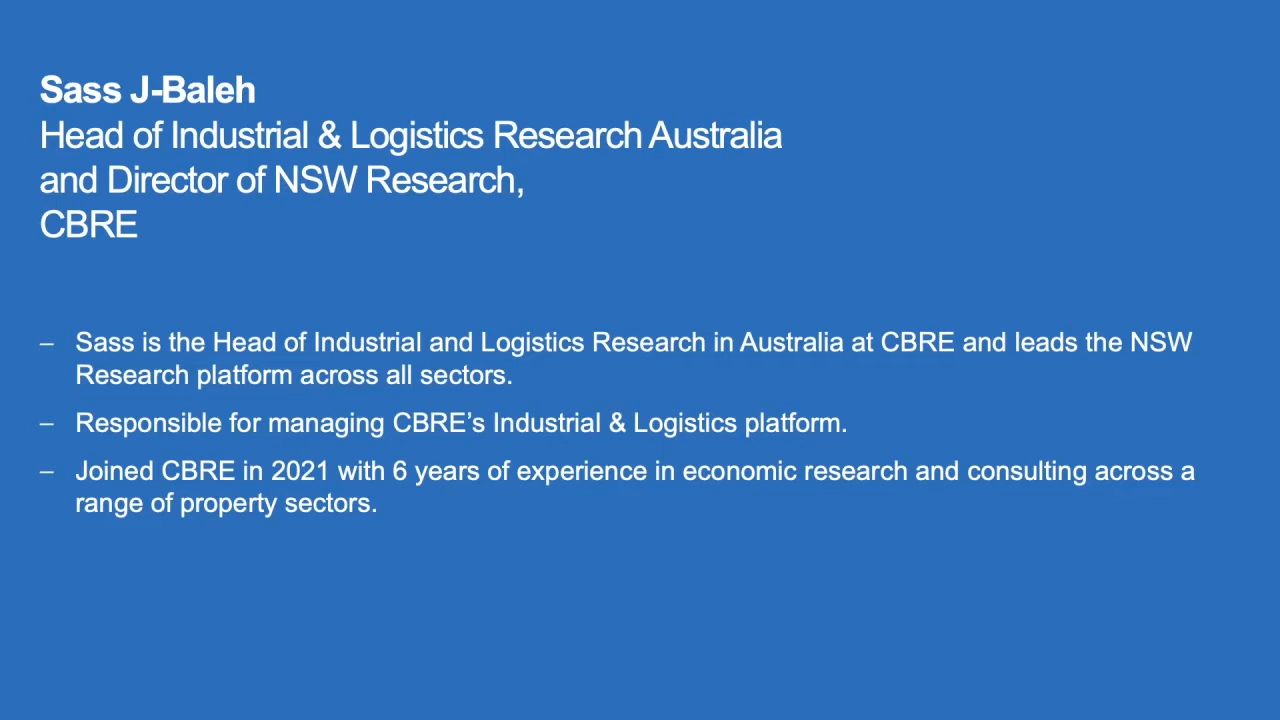 Sass J-Baleh
Head of Industrial & Logistics Research Australia
and Director of NSW Research,
CBRE
– Sass is the Head of Industrial and Logistics Research in Australia at CBRE and leads the NSW
Research platform across all sectors.
– Responsible for managing CBRE’s Industrial & Logistics platform.
– Joined CBRE in 2021 with 6 years of experience in economic research and consulting across a
range of property sectors.